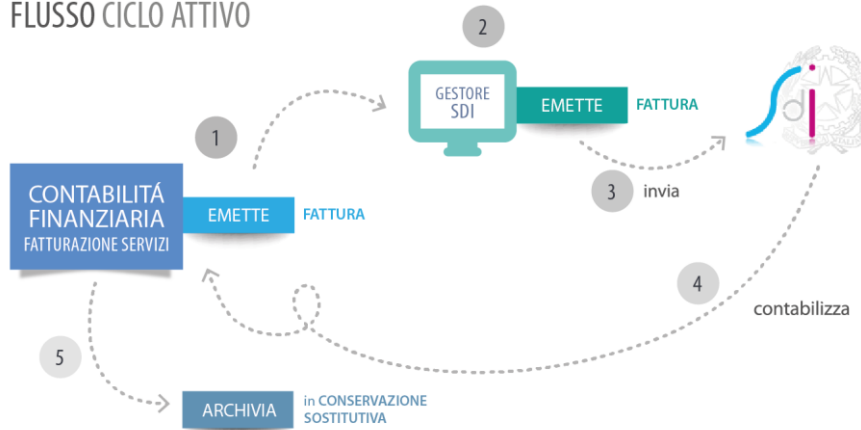 FLUSSO CICLO ATTIVO
2
GESTORE
SDI
EMETTE
FATTURA
Sdi
1
3
invia
CONTABILITÁ
FINANZIARIA
FATTURAZIONE SERVIZI
EMETTE
FATTURA
4
contabilizza
5
ARCHIVIA
in CONSERVAZIONE
SOSTITUTIVA